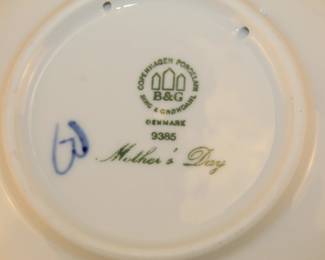 COPENHAGEN PORCELAIN
B&G
BING & GRØNDAHL
DENMARK
9385
Mother's Day